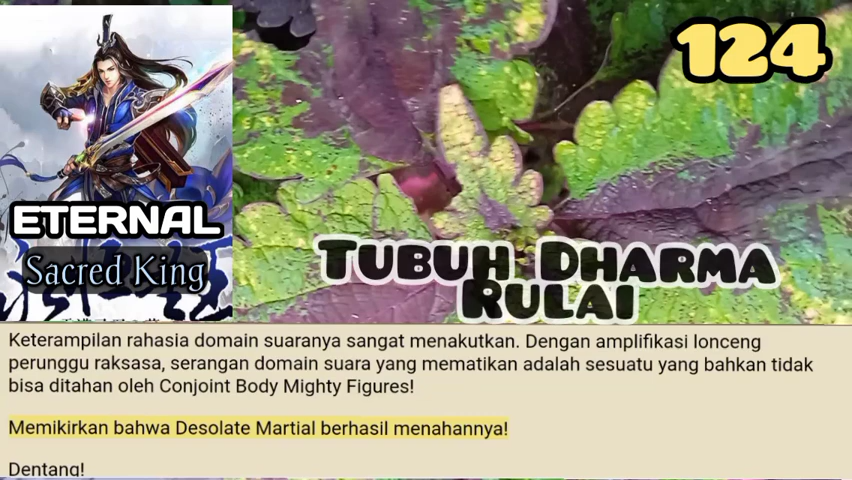 124
ETERNAL
Sacred King
TUBUH DHARMA
RULAI
Keterampilan rahasia domain suaranya sangat menakutkan. Dengan amplifikasi lonceng
perunggu raksasa, serangan domain suara yang mematikan adalah sesuatu yang bahkan tidak
bisa ditahan oleh Conjoint Body Mighty Figures!
Memikirkan bahwa Desolate Martial berhasil menahannya!
Dentang!